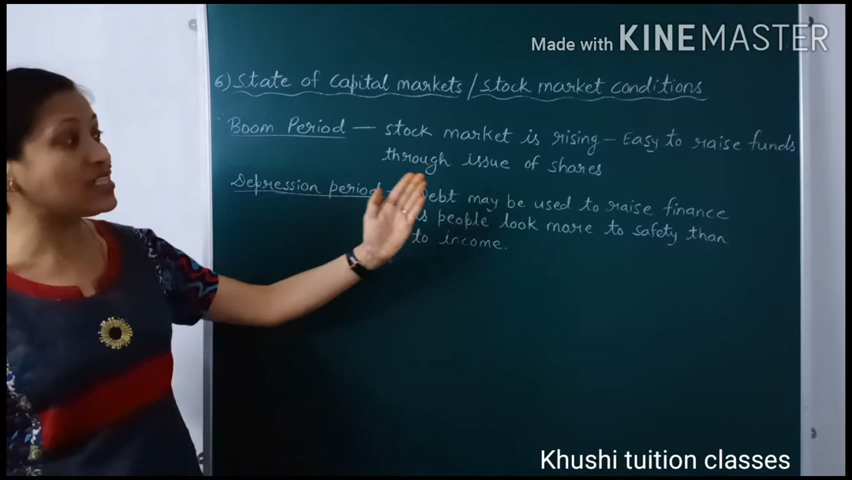 Made with KINEMASTER
6) State of capital markets / stock market conditions
Boom Period — stock market is rising — Easy to raise funds
through issue of shares
Depression period — Debt may be used to raise finance
people look more to safety than
to income.
Khushi tuition classes